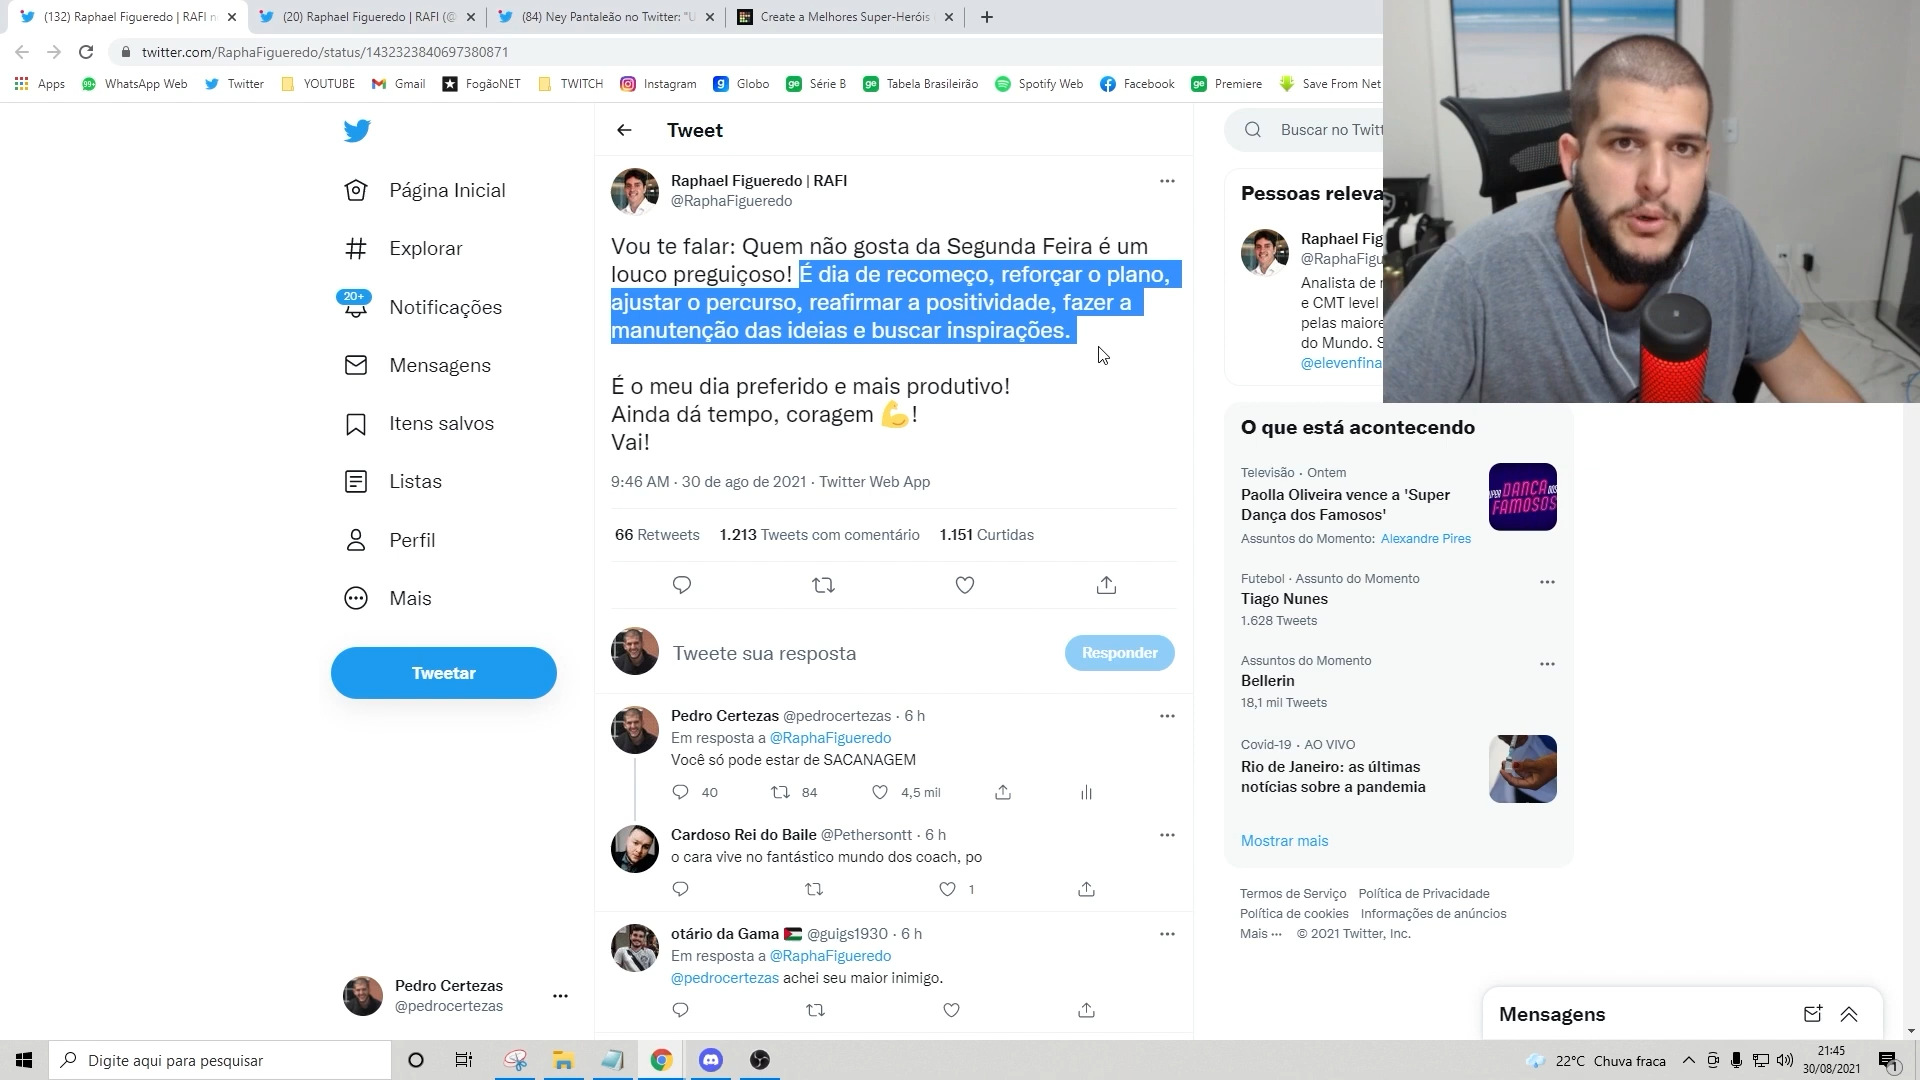 (132) Raphael Figueredo | RAFI
(20) Raphael Figueredo | RAFI (@
(84) Ney Pantaleão no Twitter: "U
Create a Melhores Super-Heróis
twitter.com/RaphaFigueredo/status/1432323840697380871
Apps
WhatsApp Web
Twitter
YOUTUBE
Gmail
FogãoNET
TWITCH
Instagram
Globo
Série B
Tabela Brasileirão
Spotify Web
Facebook
Premiere
Save From Net
Página Inicial
Explorar
20+
Notificações
Mensagens
Itens salvos
Listas
Perfil
Mais
Tweetar
Pedro Certezas
@pedrocertezas
Tweet
Raphael Figueredo | RAFI
@RaphaFigueredo
Vou te falar: Quem não gosta da Segunda Feira é um
louco preguiçoso! É dia de recomeço, reforçar o plano,
ajustar o percurso, reafirmar a positividade, fazer a
manutenção das ideias e buscar inspirações.
É o meu dia preferido e mais produtivo!
Ainda dá tempo, coragem 💪!
Vai!
9:46 AM · 30 de ago de 2021 · Twitter Web App
66 Retweets 1.213 Tweets com comentário 1.151 Curtidas
Tweete sua resposta
Responder
Pedro Certezas @pedrocertezas · 6 h
Em resposta a @RaphaFigueredo
Você só pode estar de SACANAGEM
40 84 4,5 mil
Cardoso Rei do Baile @Pethersontt · 6 h
o cara vive no fantástico mundo dos coach, po
1
otário da Gama 🇵🇸 @guigs1930 · 6 h
Em resposta a @RaphaFigueredo
@pedrocertezas achei seu maior inimigo.
Buscar no Twitt
Pessoas releva
Raphael Fig
@RaphaFigu
Analista de
e CMT level
pelas maiore
do Mundo. S
@elevenfina
O que está acontecendo
Televisão · Ontem
Paolla Oliveira vence a 'Super
Dança dos Famosos'
Assuntos do Momento: Alexandre Pires
DANÇA DOS
FAMOSOS
Futebol · Assunto do Momento
Tiago Nunes
1.628 Tweets
Assuntos do Momento
Bellerin
18,1 mil Tweets
Covid-19 · AO VIVO
Rio de Janeiro: as últimas
notícias sobre a pandemia
Mostrar mais
Termos de Serviço Política de Privacidade
Política de cookies Informações de anúncios
Mais ··· © 2021 Twitter, Inc.
Mensagens
Digite aqui para pesquisar
22°C Chuva fraca
21:45
30/08/2021
1